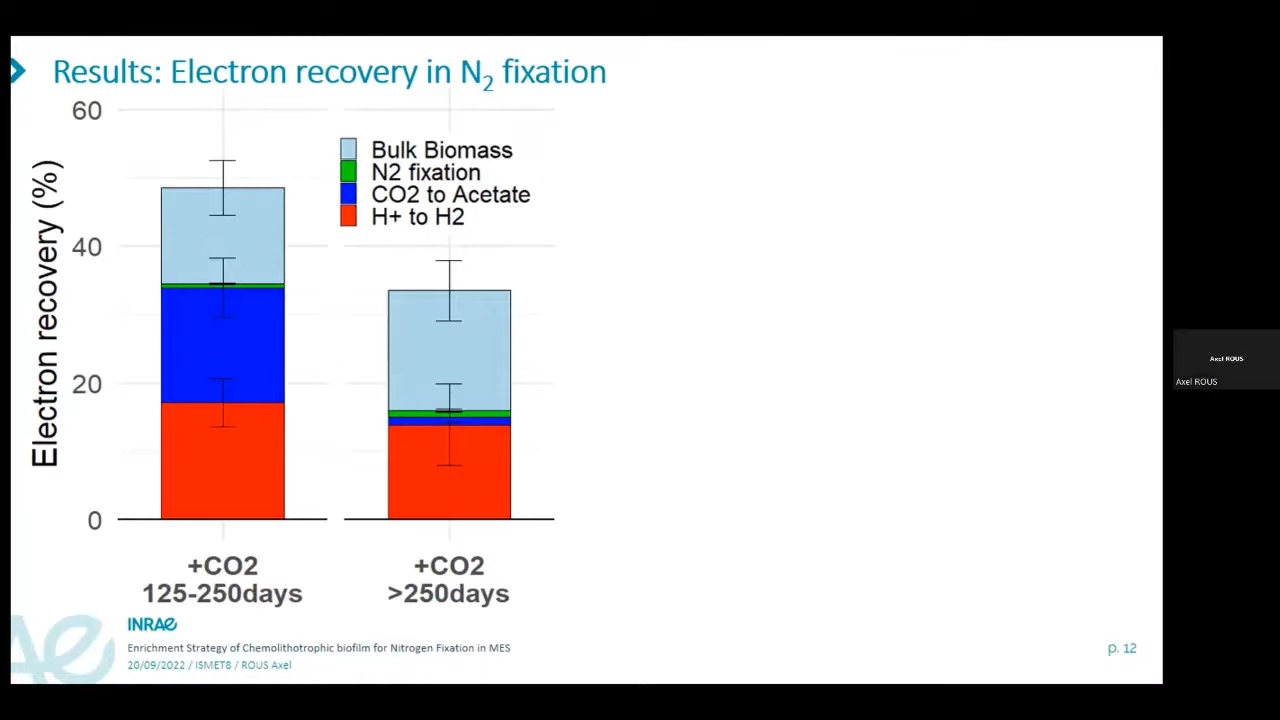 Results: Electron recovery in N2 fixation
60
40
20
0
Electron recovery (%)
Bulk Biomass
N2 fixation
CO2 to Acetate
H+ to H2
+CO2
125-250days
+CO2
>250days
INRAE
Enrichment Strategy of Chemolithotrophic biofilm for Nitrogen Fixation in MES
20/09/2022 / ISMET8 / ROUS Axel
p. 12
Axel ROUS
Axel ROUS